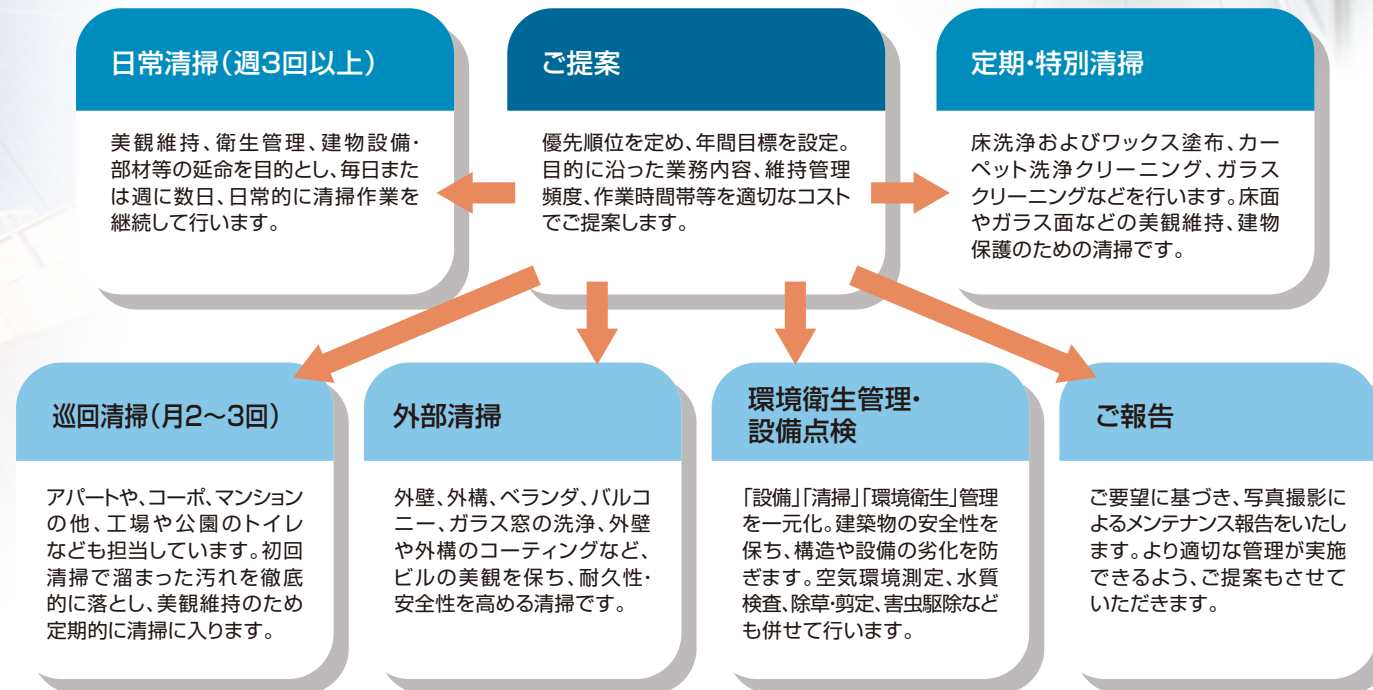 日常清掃(週3回以上)
美観維持、衛生管理、建物設備・
部材等の延命を目的とし、毎日また
は週に数日、日常的に清掃作業を
継続して行います。
ご提案
優先順位を定め、年間目標を設定。
目的に沿った業務内容、維持管理
頻度、作業時間帯等を適切なコスト
でご提案します。
定期・特別清掃
床洗浄およびワックス塗布、カー
ペット洗浄クリーニング、ガラス
クリーニングなどを行います。床面
やガラス面などの美観維持、建物
保護のための清掃です。
巡回清掃(月2〜3回)
アパートや、コーポ、マンション
の他、工場や公園のトイレ
なども担当しています。初回
清掃で溜まった汚れを徹底
的に落とし、美観維持のため
定期的に清掃に入ります。
外部清掃
外壁、外構、ベランダ、バルコ
ニー、ガラス窓の洗浄、外壁
や外構のコーティングなど、
ビルの美観を保ち、耐久性・
安全性を高める清掃です。
環境衛生管理・
設備点検
「設備」「清掃」「環境衛生」管理
を一元化。建築物の安全性を
保ち、構造や設備の劣化を防
ぎます。空気環境測定、水質
検査、除草・剪定、害虫駆除など
も併せて行います。
ご報告
ご要望に基づき、写真撮影に
よるメンテナンス報告をいたし
ます。より適切な管理が実施
できるよう、ご提案もさせて
いただきます。